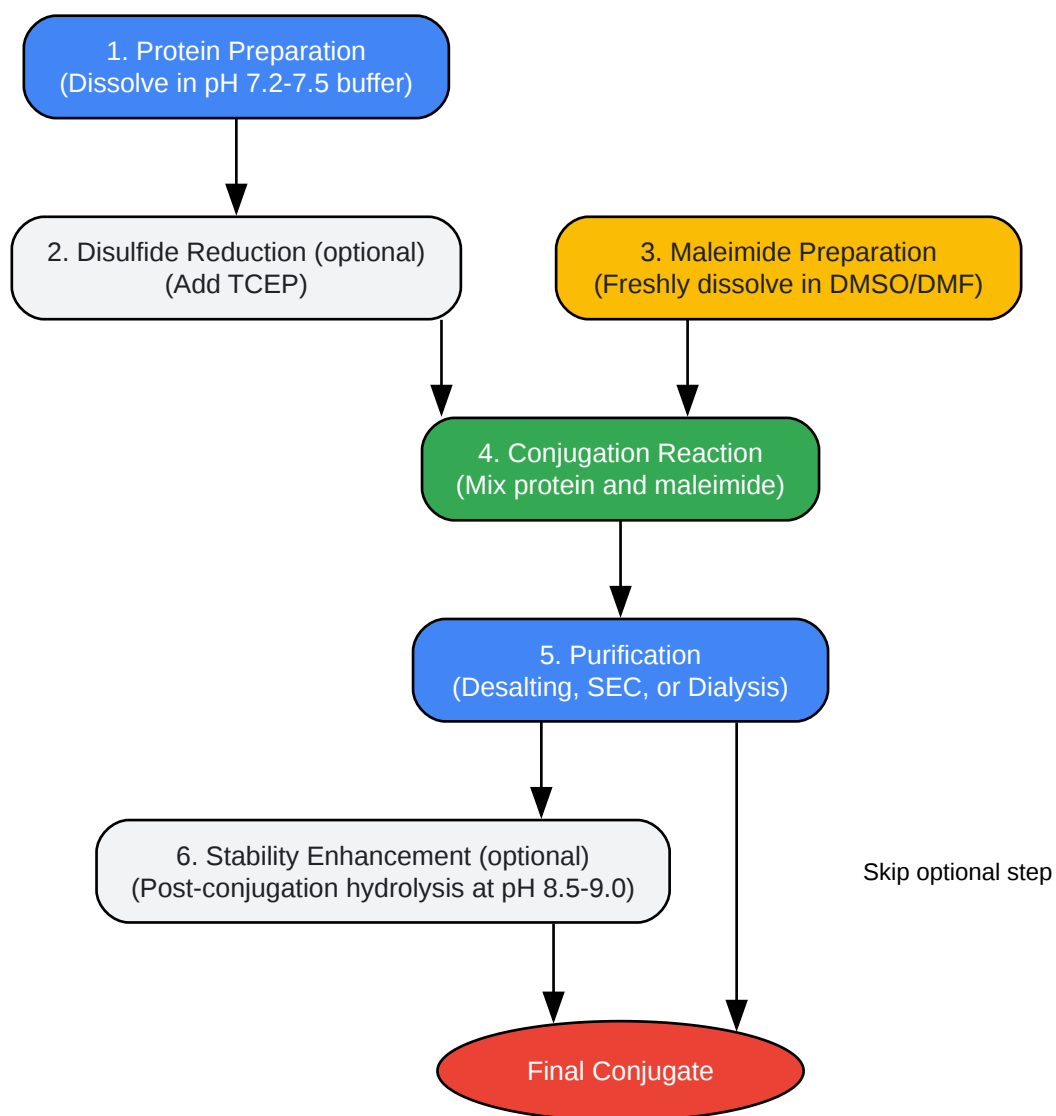 1. Protein Preparation
(Dissolve in pH 7.2-7.5 buffer)
2. Disulfide Reduction (optional)
(Add TCEP)
3. Maleimide Preparation
(Freshly dissolve in DMSO/DMF)
4. Conjugation Reaction
(Mix protein and maleimide)
5. Purification
(Desalting, SEC, or Dialysis)
6. Stability Enhancement (optional)
(Post-conjugation hydrolysis at pH 8.5-9.0)
Skip optional step
Final Conjugate